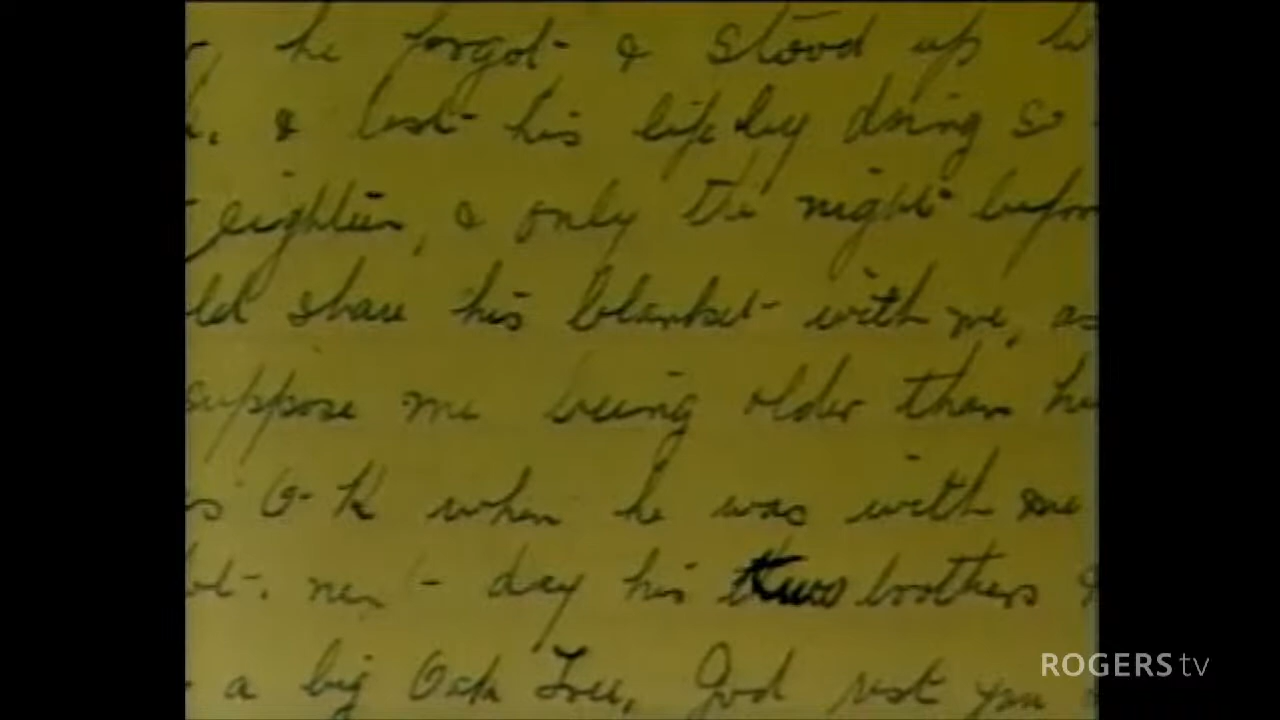 he forgot & stood up
& lost his life by doing so
eighteen, & only the night
share his blanket with me, as
suppose me being older than he
O-K when he was with me
day his two brothers
a big Oak Tree, God rest you
ROGERS tv